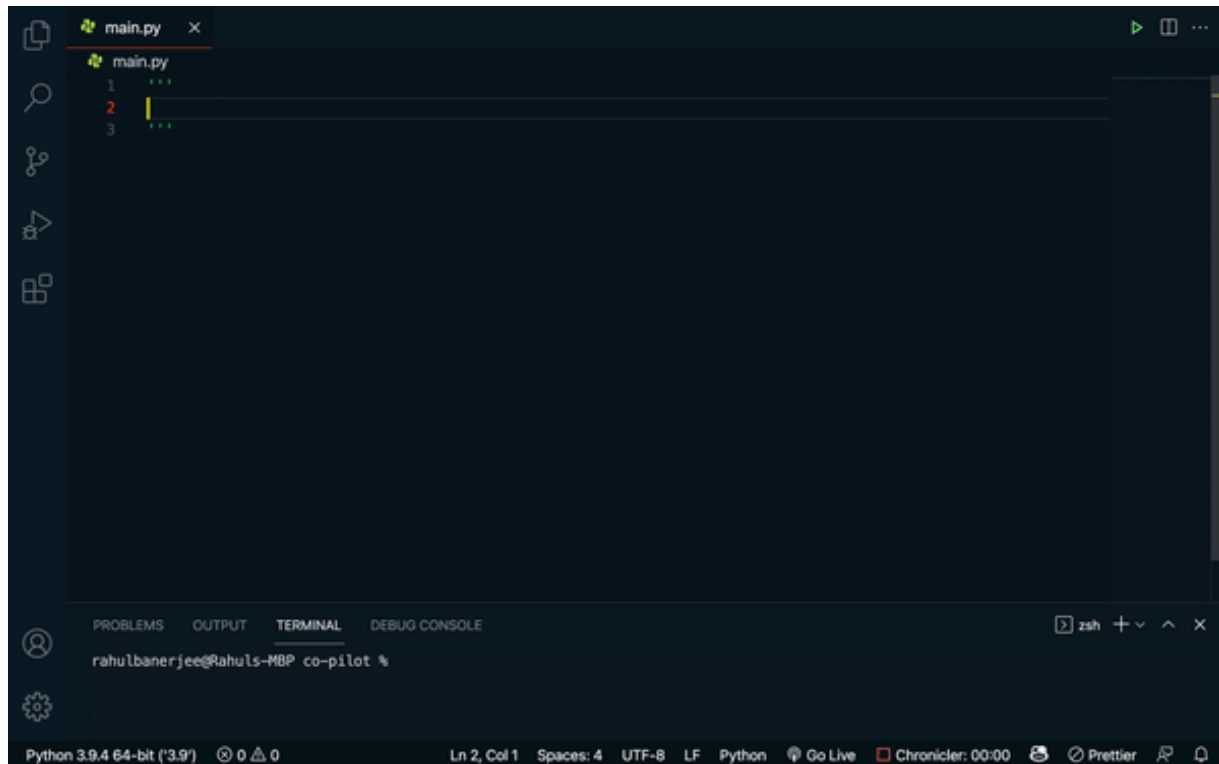 main.py
main.py
1 '''
2
3 '''
PROBLEMS OUTPUT TERMINAL DEBUG CONSOLE zsh
rahulbanerjee@Rahuls-MBP co-pilot %
Python 3.9.4 64-bit ('3.9') 0 0 Ln 2, Col 1 Spaces: 4 UTF-8 LF Python Go Live Chronicler: 00:00 Prettier